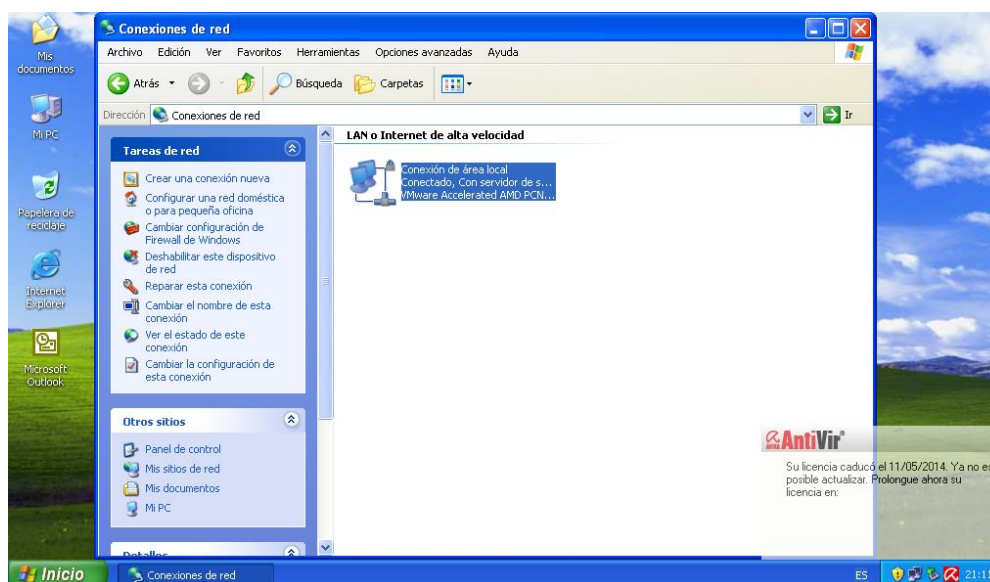 Mis
documentos
Mi PC
Papelera de
reciclaje
Internet
Explorer
Microsoft
Outlook
Conexiones de red
Archivo Edición Ver Favoritos Herramientas Opciones avanzadas Ayuda
Atrás Búsqueda Carpetas
Dirección Conexiones de red Ir
Tareas de red
Crear una conexión nueva
Configurar una red doméstica
o para pequeña oficina
Cambiar configuración de
Firewall de Windows
Deshabilitar este dispositivo
de red
Reparar esta conexión
Cambiar el nombre de esta
conexión
Ver el estado de este
conexión
Cambiar la configuración de
esta conexión
Otros sitios
Panel de control
Mis sitios de red
Mis documentos
Mi PC
Detalles
LAN o Internet de alta velocidad
Conexión de área local
Conectado, Con servidor de s...
VMware Accelerated AMD PCN...
AntiVir
Su licencia caducó el 11/05/2014. Ya no es
posible actualizar. Prolongue ahora su
licencia en:
Inicio Conexiones de red ES 21:11